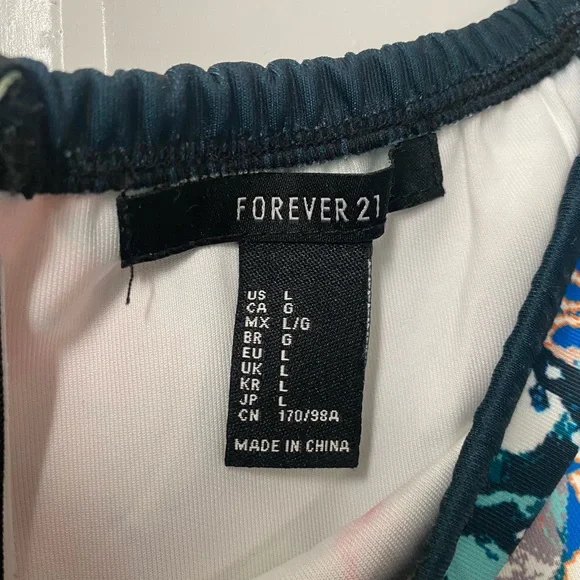 FOREVER 21
US L
CA G
MX L/G
BR G
EU L
UK L
KR L
JP L
CN 170/98A
MADE IN CHINA